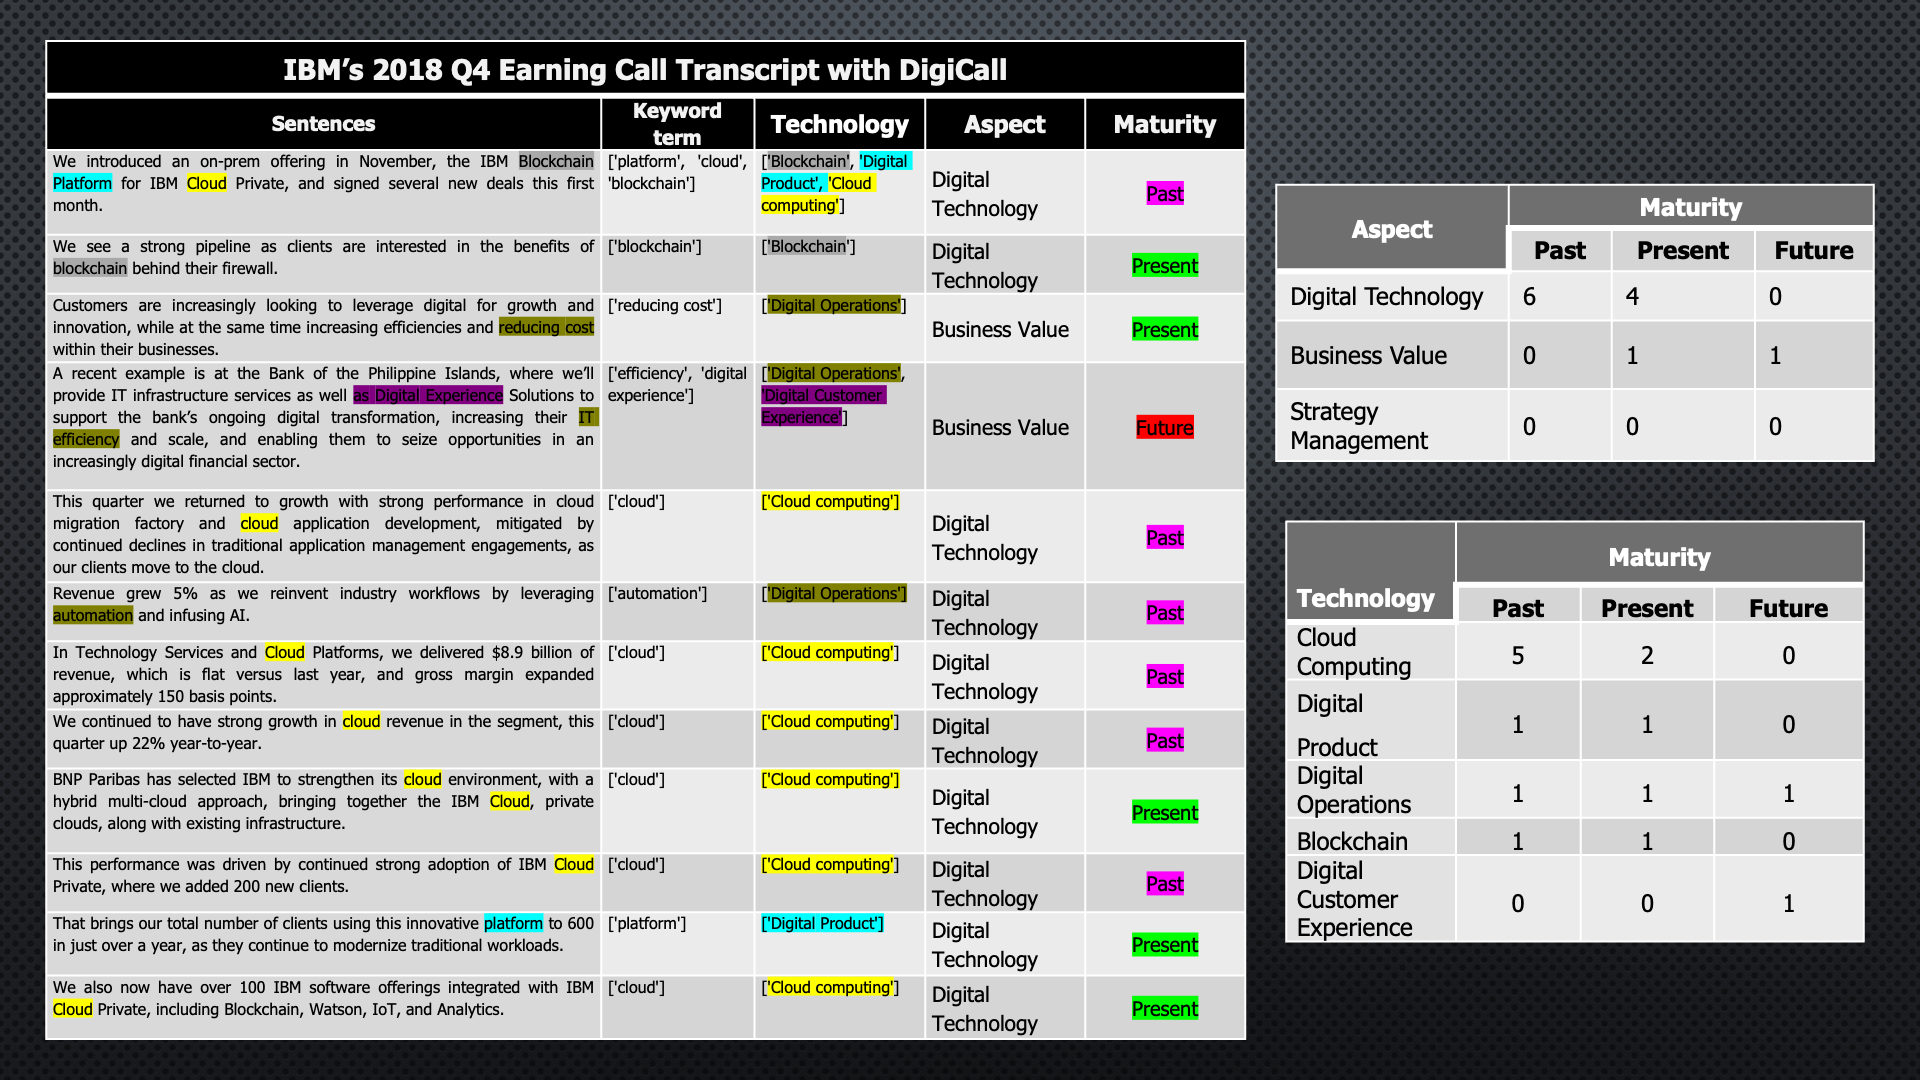 IBM’s 2018 Q4 Earning Call Transcript with DigiCall
Sentences
Keyword
term
Technology
Aspect
Maturity
We introduced an on-prem offering in November, the IBM Blockchain
Platform for IBM Cloud Private, and signed several new deals this first
month.
['platform', 'cloud',
'blockchain']
['Blockchain', 'Digital
Product', 'Cloud
computing']
Digital
Technology
Past
We see a strong pipeline as clients are interested in the benefits of
blockchain behind their firewall.
['blockchain']
['Blockchain']
Digital
Technology
Present
Customers are increasingly looking to leverage digital for growth and
innovation, while at the same time increasing efficiencies and reducing cost
within their businesses.
['reducing cost']
['Digital Operations']
Business Value
Present
A recent example is at the Bank of the Philippine Islands, where we’ll
provide IT infrastructure services as well as Digital Experience Solutions to
support the bank’s ongoing digital transformation, increasing their IT
efficiency and scale, and enabling them to seize opportunities in an
increasingly digital financial sector.
['efficiency', 'digital
experience']
['Digital Operations',
'Digital Customer
Experience']
Business Value
Future
This quarter we returned to growth with strong performance in cloud
migration factory and cloud application development, mitigated by
continued declines in traditional application management engagements, as
our clients move to the cloud.
['cloud']
['Cloud computing']
Digital
Technology
Past
Revenue grew 5% as we reinvent industry workflows by leveraging
automation and infusing AI.
['automation']
['Digital Operations']
Digital
Technology
Past
In Technology Services and Cloud Platforms, we delivered $8.9 billion of
revenue, which is flat versus last year, and gross margin expanded
approximately 150 basis points.
['cloud']
['Cloud computing']
Digital
Technology
Past
We continued to have strong growth in cloud revenue in the segment, this
quarter up 22% year-to-year.
['cloud']
['Cloud computing']
Digital
Technology
Past
BNP Paribas has selected IBM to strengthen its cloud environment, with a
hybrid multi-cloud approach, bringing together the IBM Cloud, private
clouds, along with existing infrastructure.
['cloud']
['Cloud computing']
Digital
Technology
Present
This performance was driven by continued strong adoption of IBM Cloud
Private, where we added 200 new clients.
['cloud']
['Cloud computing']
Digital
Technology
Past
That brings our total number of clients using this innovative platform to 600
in just over a year, as they continue to modernize traditional workloads.
['platform']
['Digital Product']
Digital
Technology
Present
We also now have over 100 IBM software offerings integrated with IBM
Cloud Private, including Blockchain, Watson, IoT, and Analytics.
['cloud']
['Cloud computing']
Digital
Technology
Present
Aspect
Maturity
Past Present Future
Digital Technology 6 4 0
Business Value 0 1 1
Strategy
Management
0 0 0
Technology
Maturity
Past Present Future
Cloud
Computing
5 2 0
Digital
Product
1 1 0
Digital
Operations
1 1 1
Blockchain 1 1 0
Digital
Customer
Experience
0 0 1